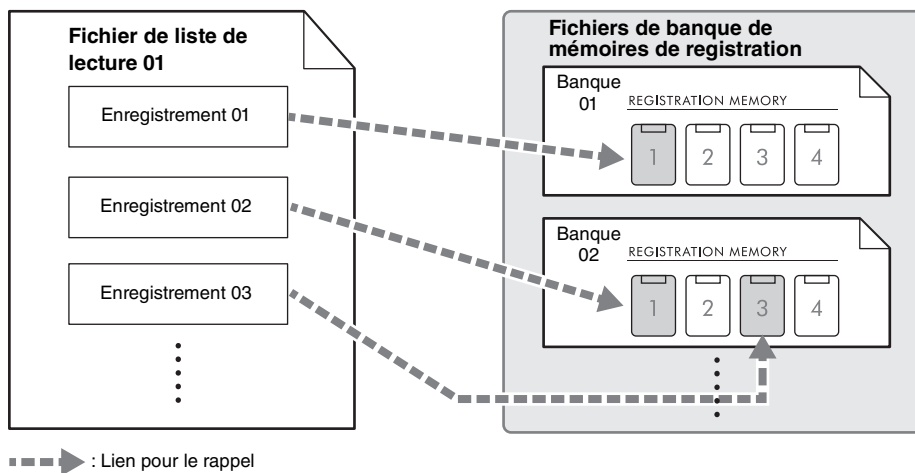 Fichier de liste de
lecture 01
Enregistrement 01
Enregistrement 02
Enregistrement 03
Fichiers de banque de
mémoires de registration
Banque
01
REGISTRATION MEMORY
1 2 3 4
Banque
02
REGISTRATION MEMORY
1 2 3 4
: Lien pour le rappel